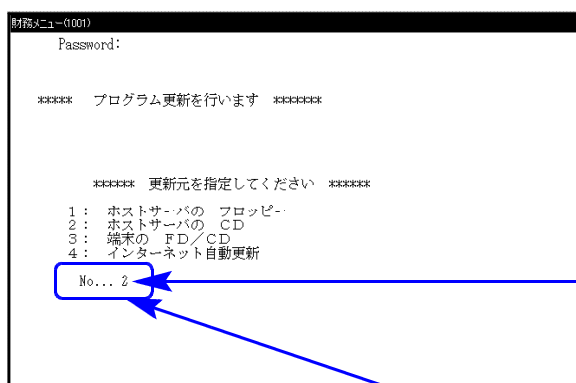 財務メニュー(1001)
Password:
***** プログラム更新を行います *******
****** 更新元を指定してください ******
1: ホストサーバの フロッピー
2: ホストサーバの CD
3: 端末の FD/CD
4: インターネット自動更新
No... 2